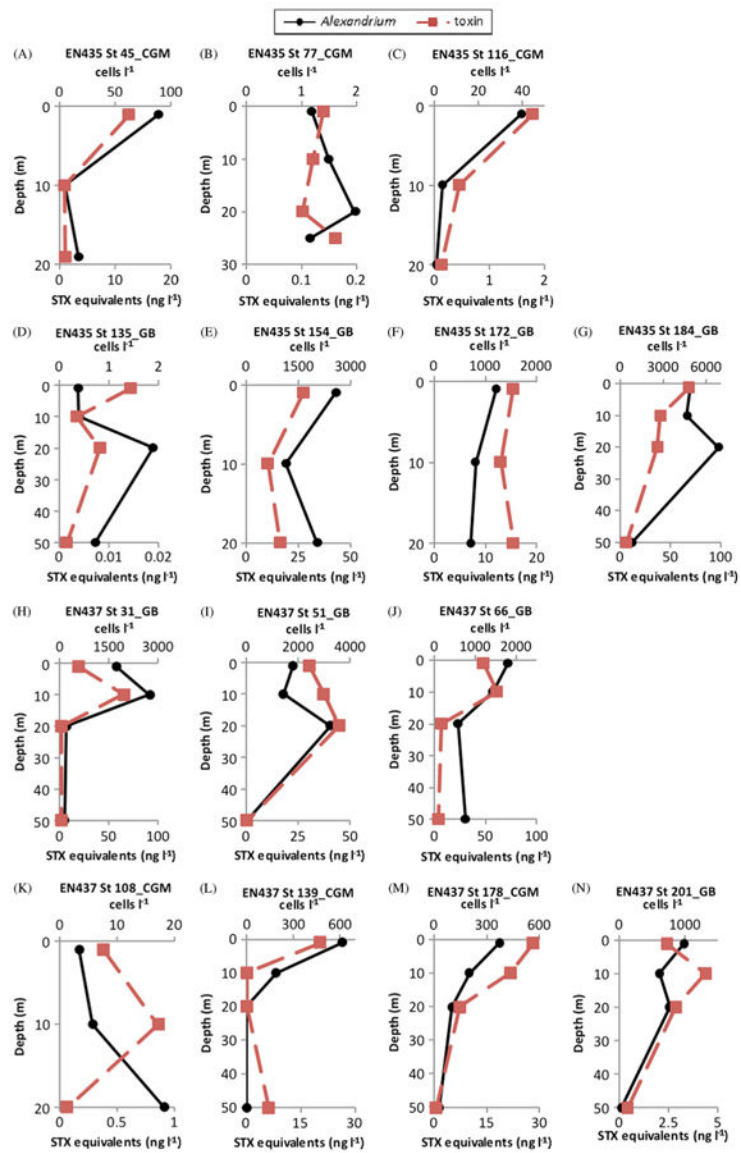 Alexandrium toxin
(A) EN435 St 45_CGM
cells l-1
0 50 100
0
10
20
Depth (m)
0 10 20
STX equivalents (ng l-1)
(B) EN435 St 77_CGM
cells l-1
0 1 2
0
10
20
30
Depth (m)
0 0.1 0.2
STX equivalents (ng l-1)
(C) EN435 St 116_CGM
cells l-1
0 20 40
0
10
20
Depth (m)
0 1 2
STX equivalents (ng l-1)
(D) EN435 St 135_GB
cells l-1
0 1 2
0
10
20
30
40
50
Depth (m)
0 0.01 0.02
STX equivalents (ng l-1)
(E) EN435 St 154_GB
cells l-1
0 1500 3000
0
10
20
Depth (m)
0 25 50
STX equivalents (ng l-1)
(F) EN435 St 172_GB
cells l-1
0 500 1000 1500 2000
0
10
20
Depth (m)
0 10 20
STX equivalents (ng l-1)
(G) EN435 St 184_GB
cells l-1
0 3000 6000
0
10
20
30
40
50
Depth (m)
0 50 100
STX equivalents (ng l-1)
(H) EN437 St 31_GB
cells l-1
0 1500 3000
0
10
20
30
40
50
Depth (m)
0 50 100
STX equivalents (ng l-1)
(I) EN437 St 51_GB
cells l-1
0 2000 4000
0
10
20
30
40
50
Depth (m)
0 25 50
STX equivalents (ng l-1)
(J) EN437 St 66_GB
cells l-1
0 1000 2000
0
10
20
30
40
50
Depth (m)
0 50 100
STX equivalents (ng l-1)
(K) EN437 St 108_CGM
cells l-1
0 10 20
0
10
20
Depth (m)
0 0.5 1
STX equivalents (ng l-1)
(L) EN437 St 139_CGM
cells l-1
0 300 600
0
10
20
30
40
50
Depth (m)
0 15 30
STX equivalents (ng l-1)
(M) EN437 St 178_CGM
cells l-1
0 300 600
0
10
20
30
40
50
Depth (m)
0 15 30
STX equivalents (ng l-1)
(N) EN437 St 201_GB
cells l-1
0 1000
0
10
20
30
40
50
Depth (m)
0 2.5 5
STX equivalents (ng l-1)